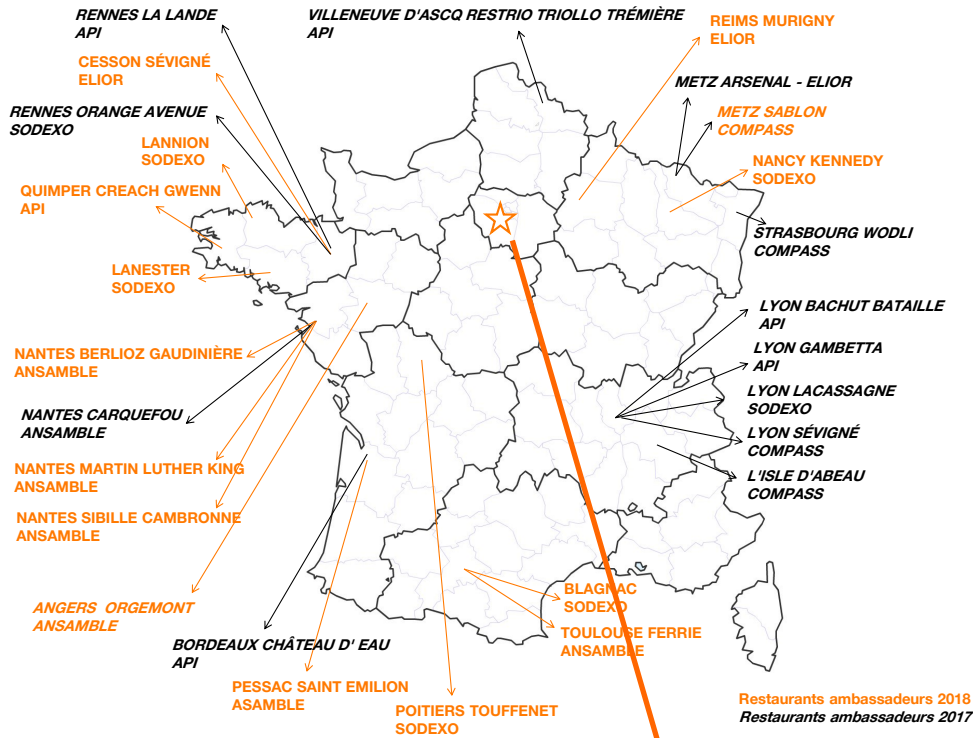 RENNES LA LANDE
API
VILLENEUVE D'ASCQ RESTRIO TRIOLLO TRÉMIÈRE
API
REIMS MURIGNY
ELIOR
CESSON SÉVIGNÉ
ELIOR
METZ ARSENAL - ELIOR
RENNES ORANGE AVENUE
SODEXO
METZ SABLON
COMPASS
LANNION
SODEXO
NANCY KENNEDY
SODEXO
QUIMPER CREACH GWENN
API
STRASBOURG WODLI
COMPASS
LANESTER
SODEXO
LYON BACHUT BATAILLE
API
NANTES BERLIOZ GAUDINIÈRE
ANSAMBLE
LYON GAMBETTA
API
LYON LACASSAGNE
SODEXO
NANTES CARQUEFOU
ANSAMBLE
LYON SÉVIGNÉ
COMPASS
NANTES MARTIN LUTHER KING
ANSAMBLE
L'ISLE D'ABEAU
COMPASS
NANTES SIBILLE CAMBRONNE
ANSAMBLE
ANGERS ORGEMONT
ANSAMBLE
BLAGNAC
SODEXO
TOULOUSE FERRIE
ANSAMBLE
BORDEAUX CHÂTEAU D' EAU
API
PESSAC SAINT EMILION
ASAMBLE
POITIERS TOUFFENET
SODEXO
Restaurants ambassadeurs 2018
Restaurants ambassadeurs 2017